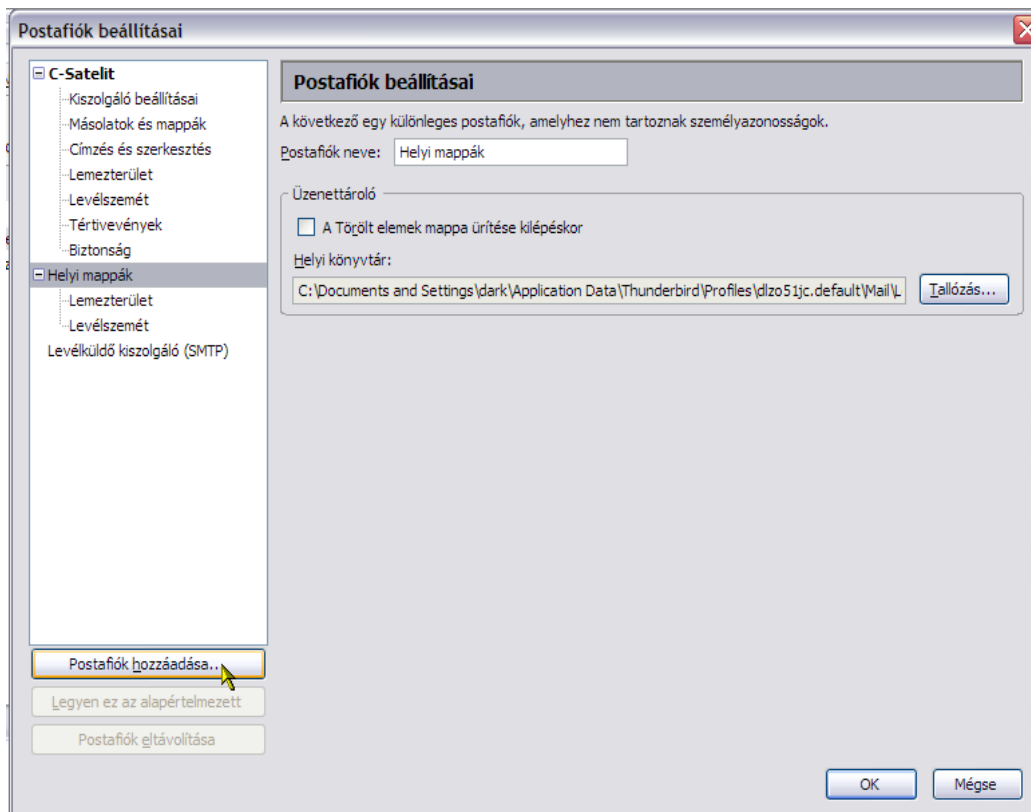 Postafiók beállításai
C-Satelit
Kiszolgáló beállításai
Másolatok és mappák
Címzés és szerkesztés
Lemezterület
Levélszemét
Tértivevények
Biztonság
Helyi mappák
Lemezterület
Levélszemét
Levélküldő kiszolgáló (SMTP)
Postafiók hozzáadása...
Legyen ez az alapértelmezett
Postafiók eltávolítása
Postafiók beállításai
A következő egy különleges postafiók, amelyhez nem tartoznak személyazonosságok.
Postafiók neve: Helyi mappák
Üzenettároló
A Törölt elemek mappa ürítése kilépéskor
Helyi könyvtár:
C:\Documents and Settings\dark\Application Data\Thunderbird\Profiles\dlzo51jc.default\Mail\L Tallózás...
OK Mégse